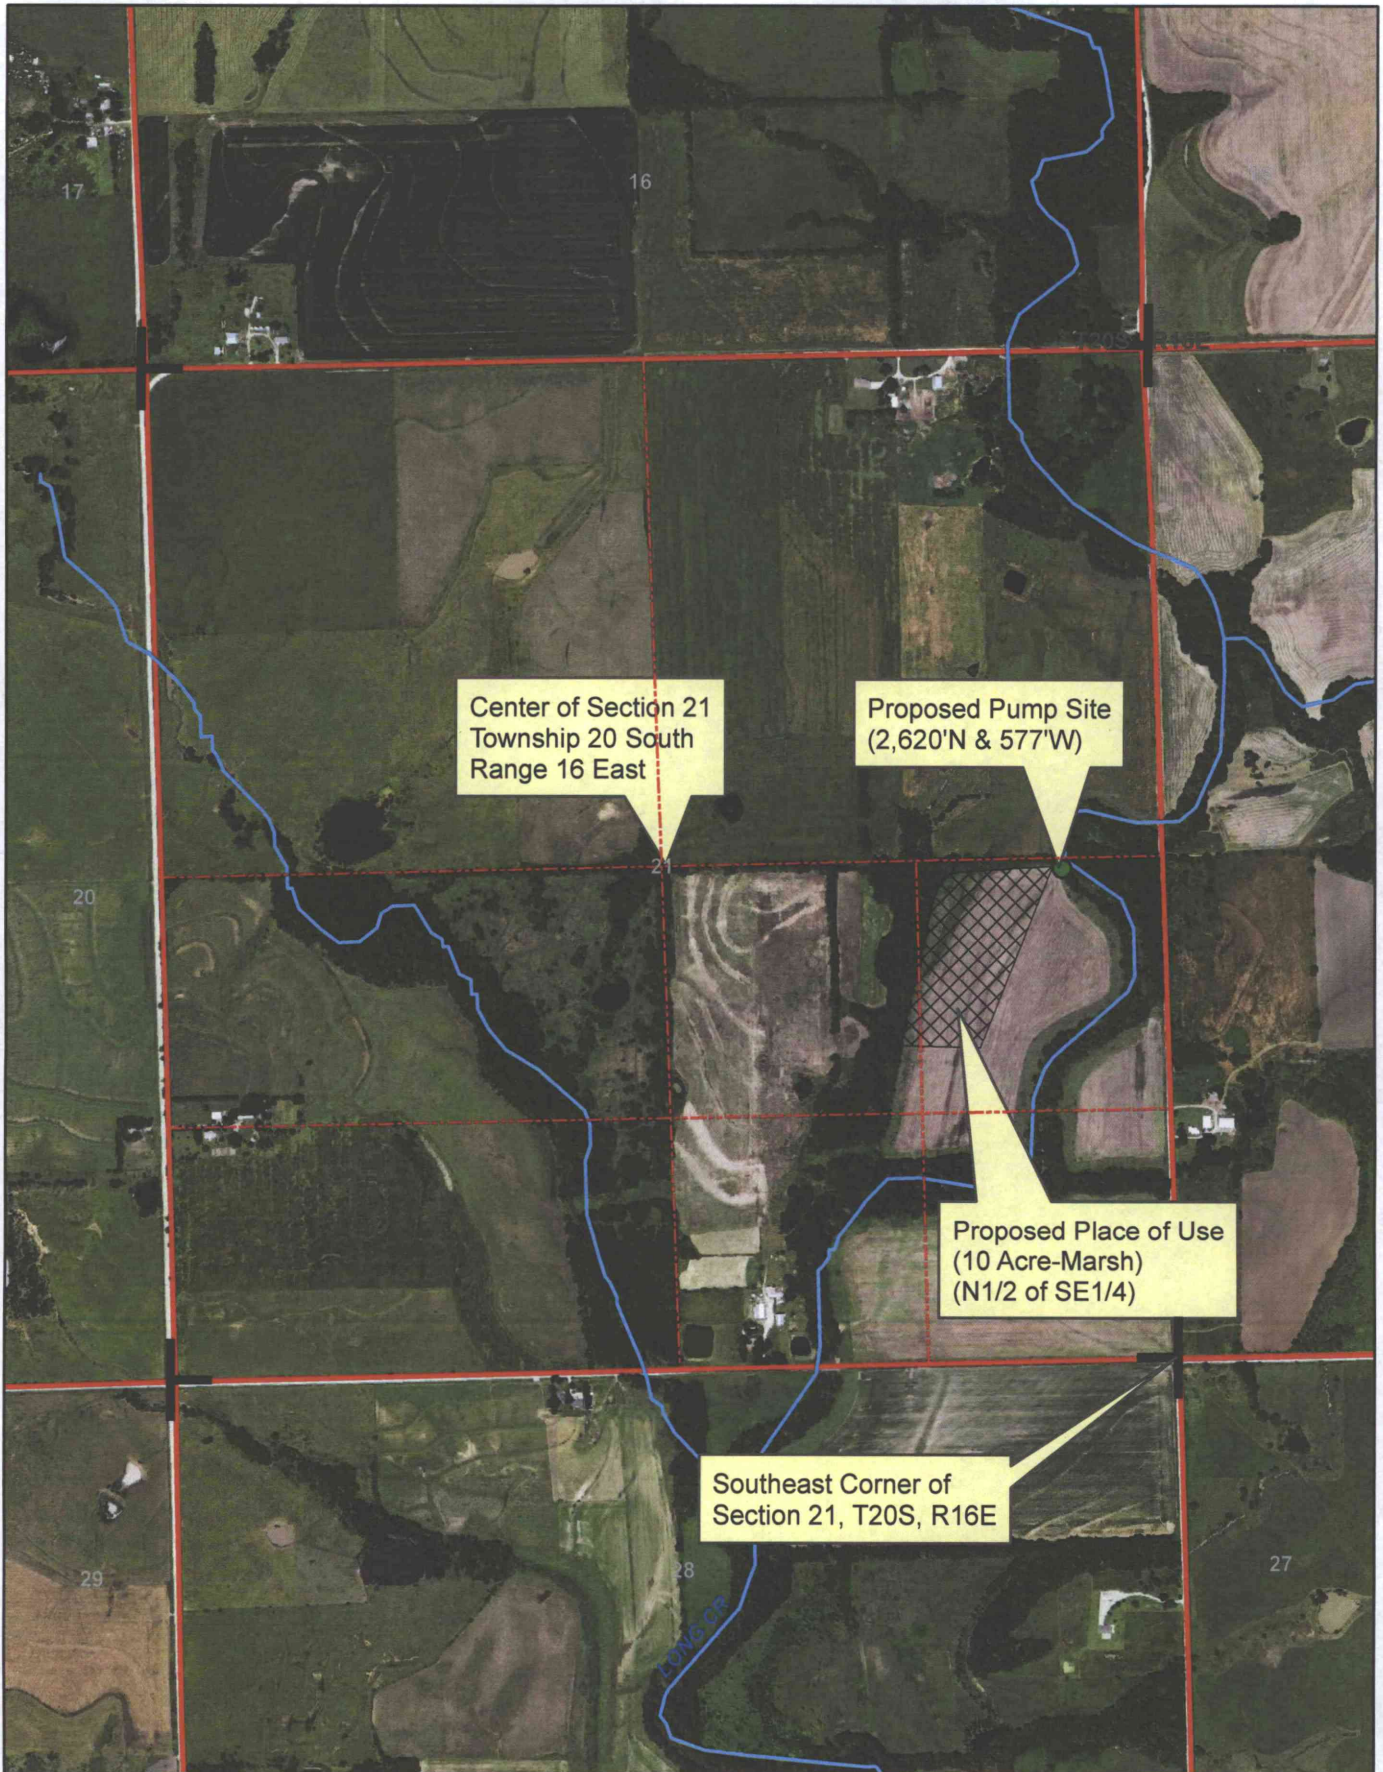 17
16
Center of Section 21
Township 20 South
Range 16 East
Proposed Pump Site
(2,620'N & 577'W)
21
20
Proposed Place of Use
(10 Acre-Marsh)
(N1/2 of SE1/4)
Southeast Corner of
Section 21, T20S, R16E
29
28
27
LONG CR